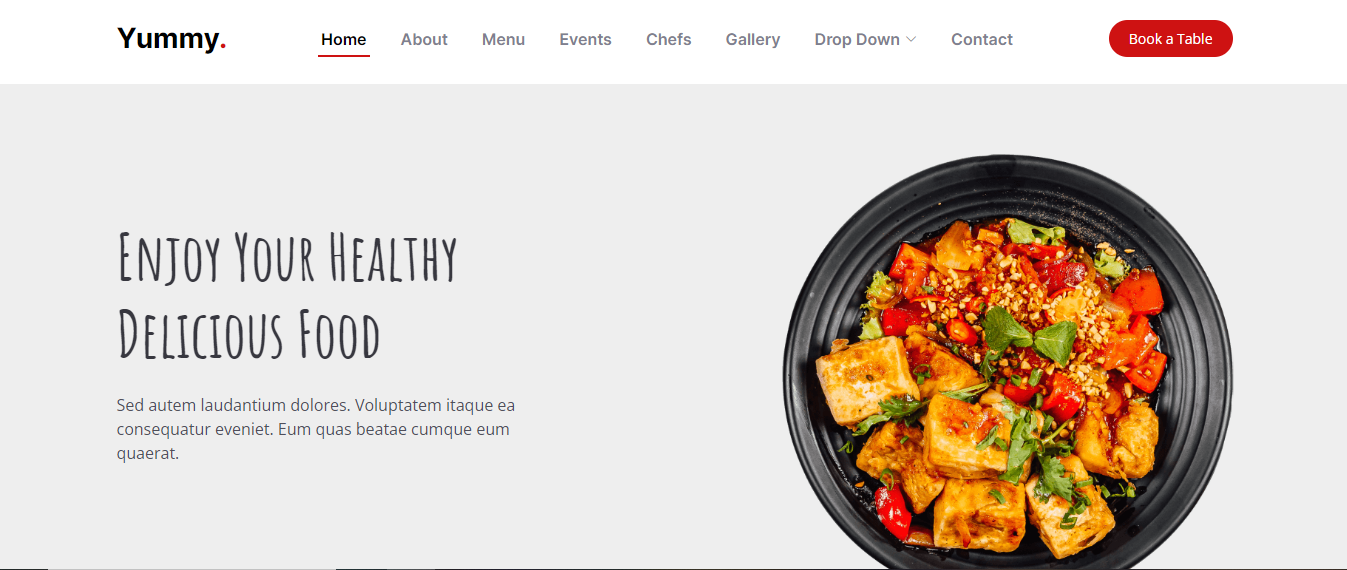 Yummy.
Home About Menu Events Chefs Gallery Drop Down Contact
Book a Table
Enjoy Your Healthy
Delicious Food
Sed autem laudantium dolores. Voluptatem itaque ea
consequatur eveniet. Eum quas beatae cumque eum
quaerat.